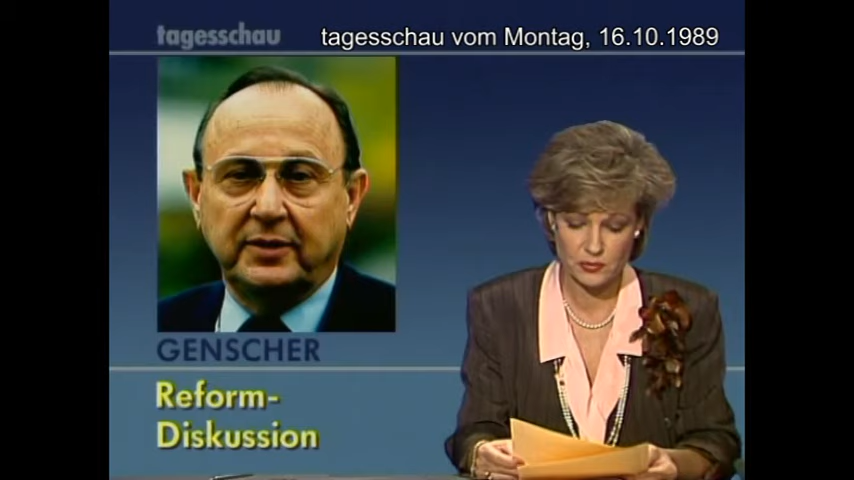 tagesschau
tagesschau vom Montag, 16.10.1989
GENSCHER
Reform-
Diskussion